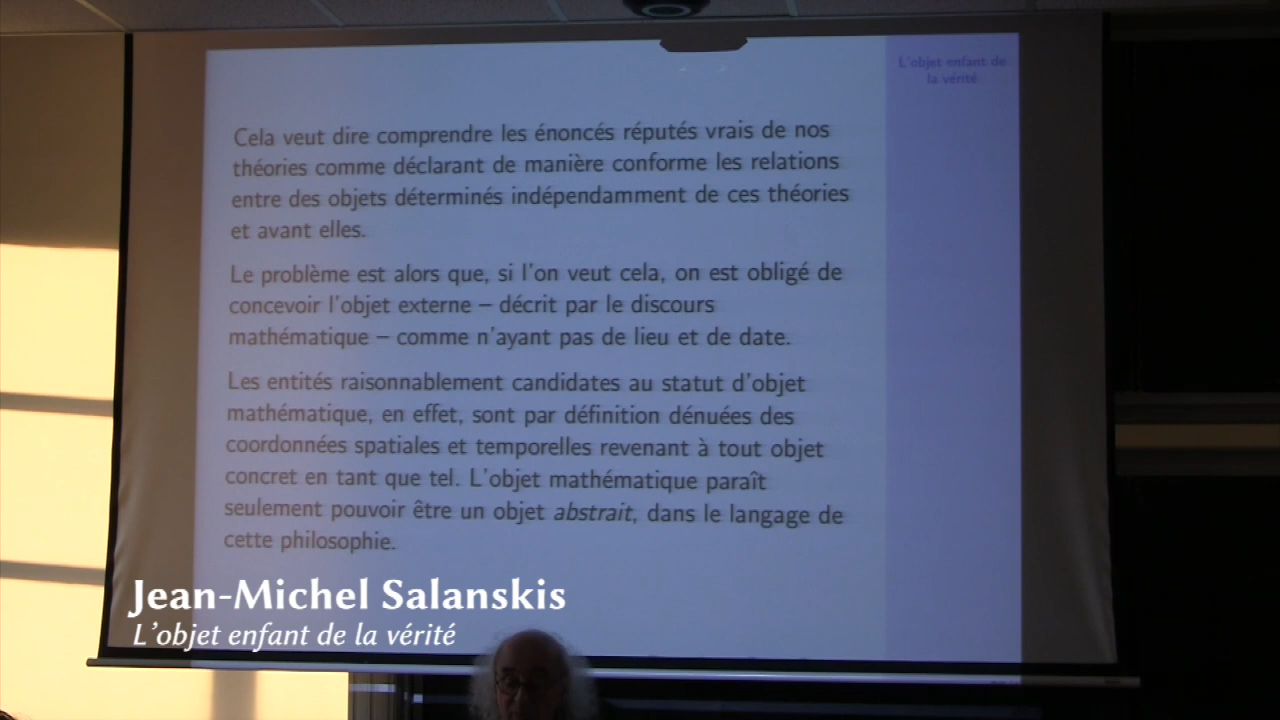 L'objet enfant de
la vérité
Cela veut dire comprendre les énoncés réputés vrais de nos
théories comme déclarant de manière conforme les relations
entre des objets déterminés indépendamment de ces théories
et avant elles.
Le problème est alors que, si l'on veut cela, on est obligé de
concevoir l'objet externe – décrit par le discours
mathématique – comme n'ayant pas de lieu et de date.
Les entités raisonnablement candidates au statut d'objet
mathématique, en effet, sont par définition dénuées des
coordonnées spatiales et temporelles revenant à tout objet
concret en tant que tel. L'objet mathématique paraît
seulement pouvoir être un objet abstrait, dans le langage de
cette philosophie.
Jean-Michel Salanskis
L'objet enfant de la vérité